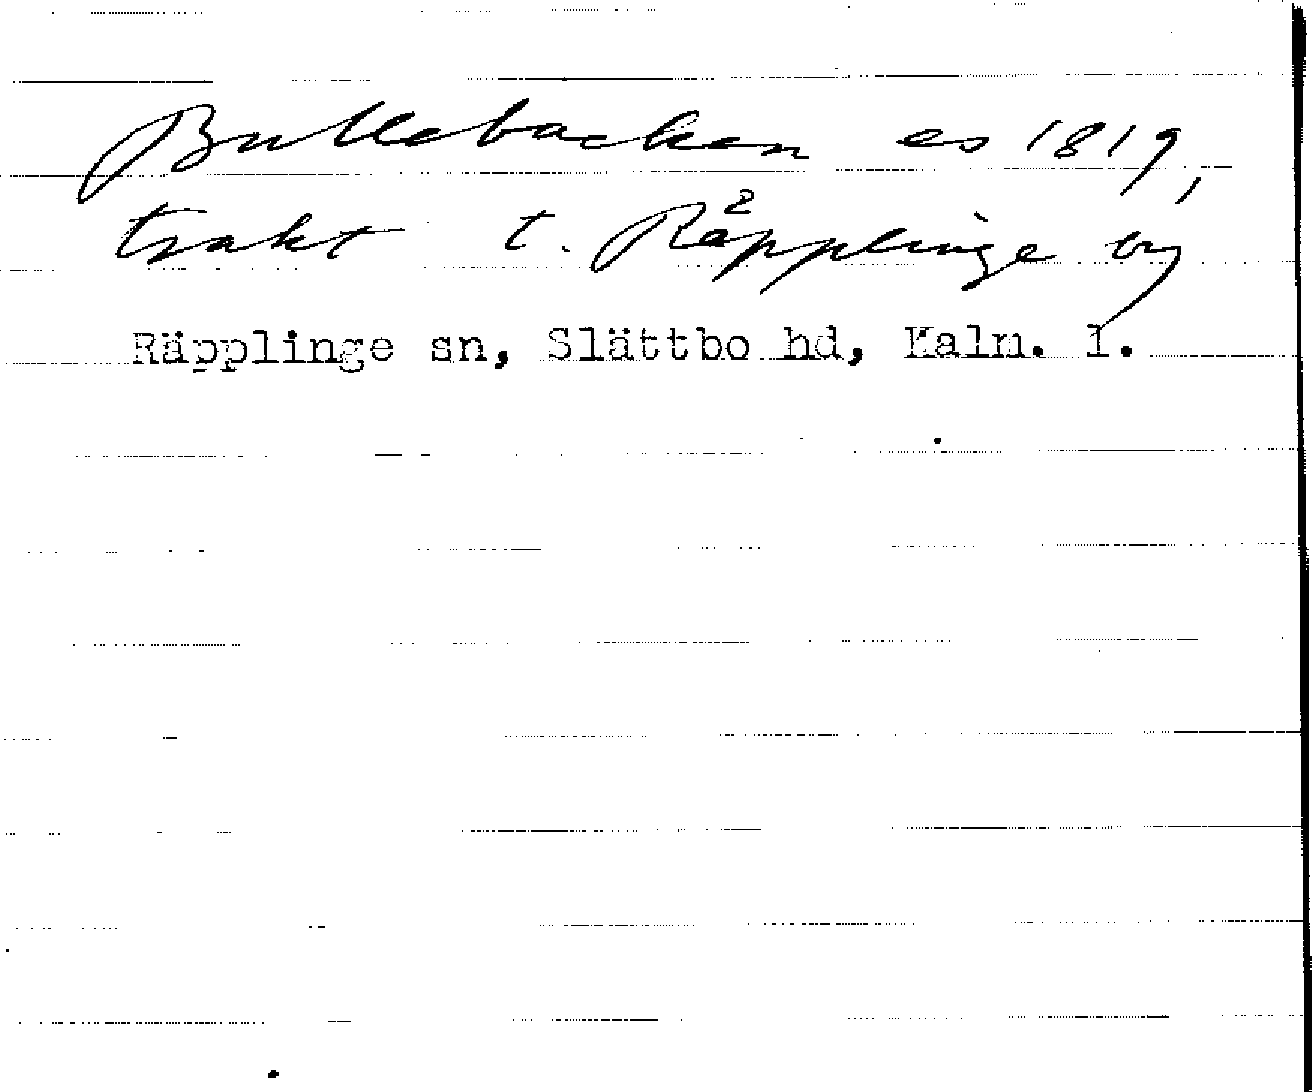 Bullebacken es 1819,
trakt t. Räpplinge by
Räpplinge sn, Slättbo hd, Kalm. l.